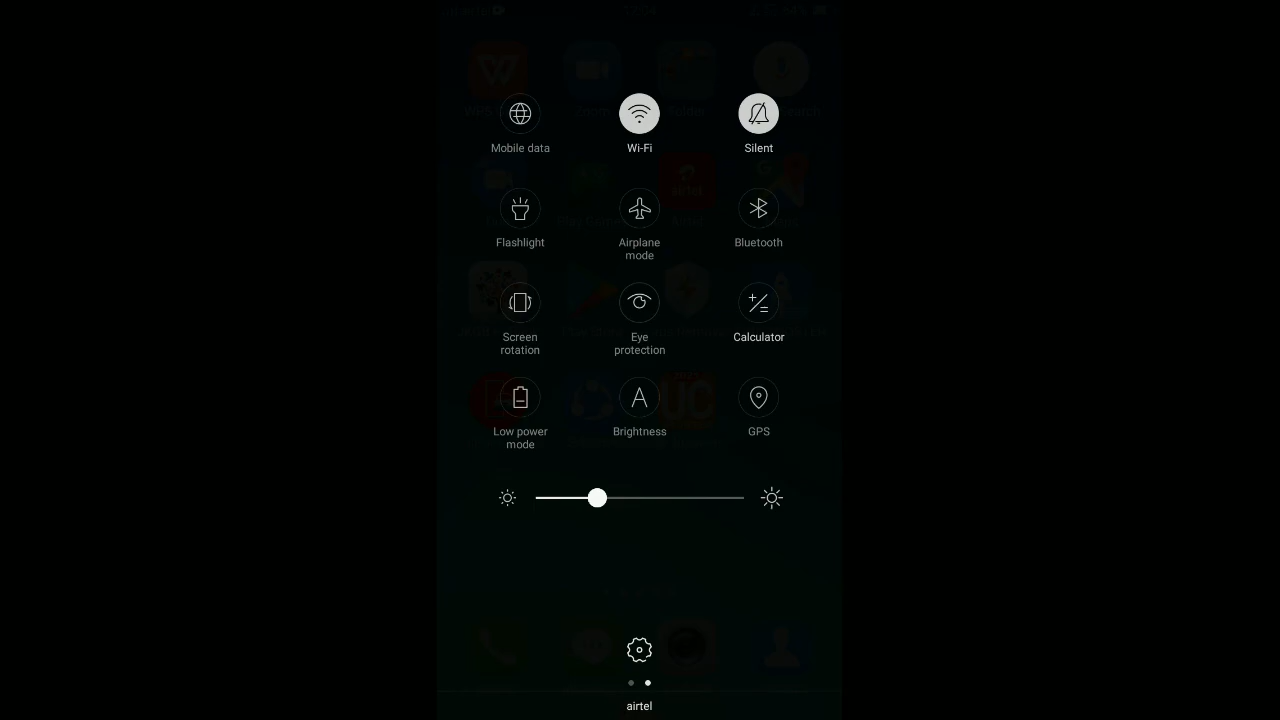 Mobile data
Wi-Fi
Silent
Flashlight
Airplane
mode
Bluetooth
Screen
rotation
Eye
protection
Calculator
Low power
mode
Brightness
GPS
airtel